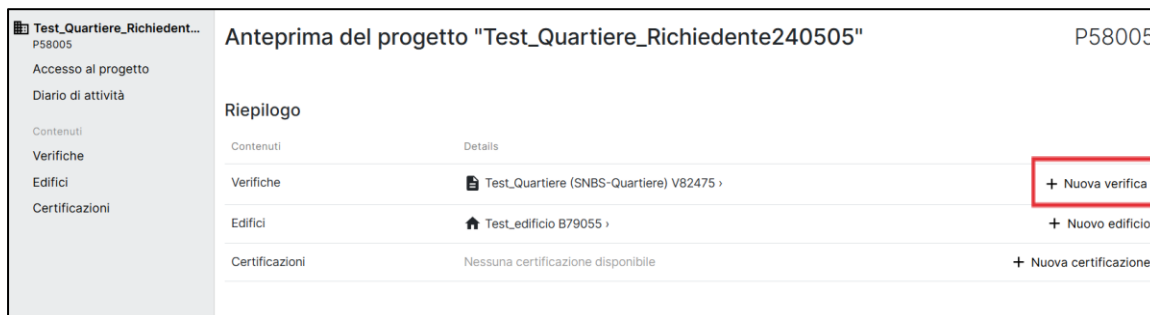 Test_Quartiere_Richiedent...
P58005
Accesso al progetto
Diario di attività
Contenuti
Verifiche
Edifici
Certificazioni
Anteprima del progetto "Test_Quartiere_Richiedente240505" P58005
Riepilogo
Contenuti Details
Verifiche Test_Quartiere (SNBS-Quartiere) V82475 › + Nuova verifica
Edifici Test_edificio B79055 › + Nuovo edificio
Certificazioni Nessuna certificazione disponibile + Nuova certificazione